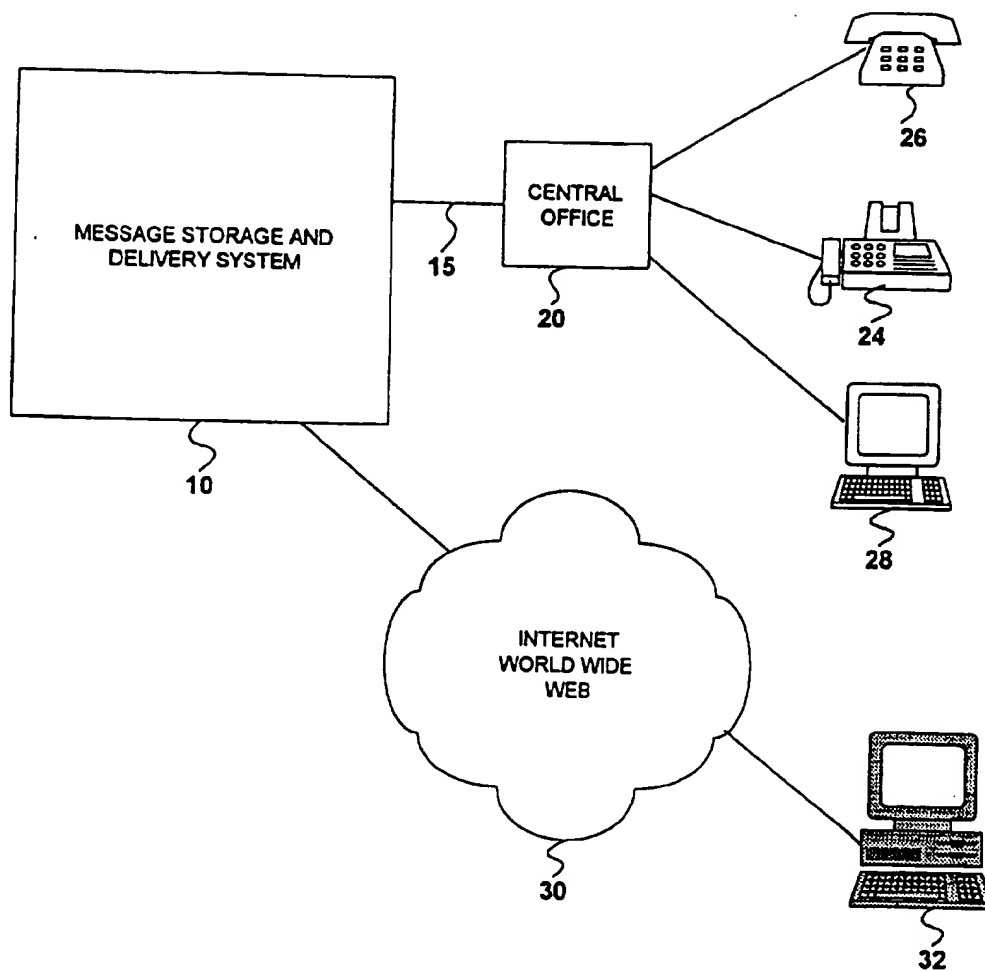 26
MESSAGE STORAGE AND
DELIVERY SYSTEM
15
CENTRAL
OFFICE
20
24
10
28
INTERNET
WORLD WIDE
WEB
30
32